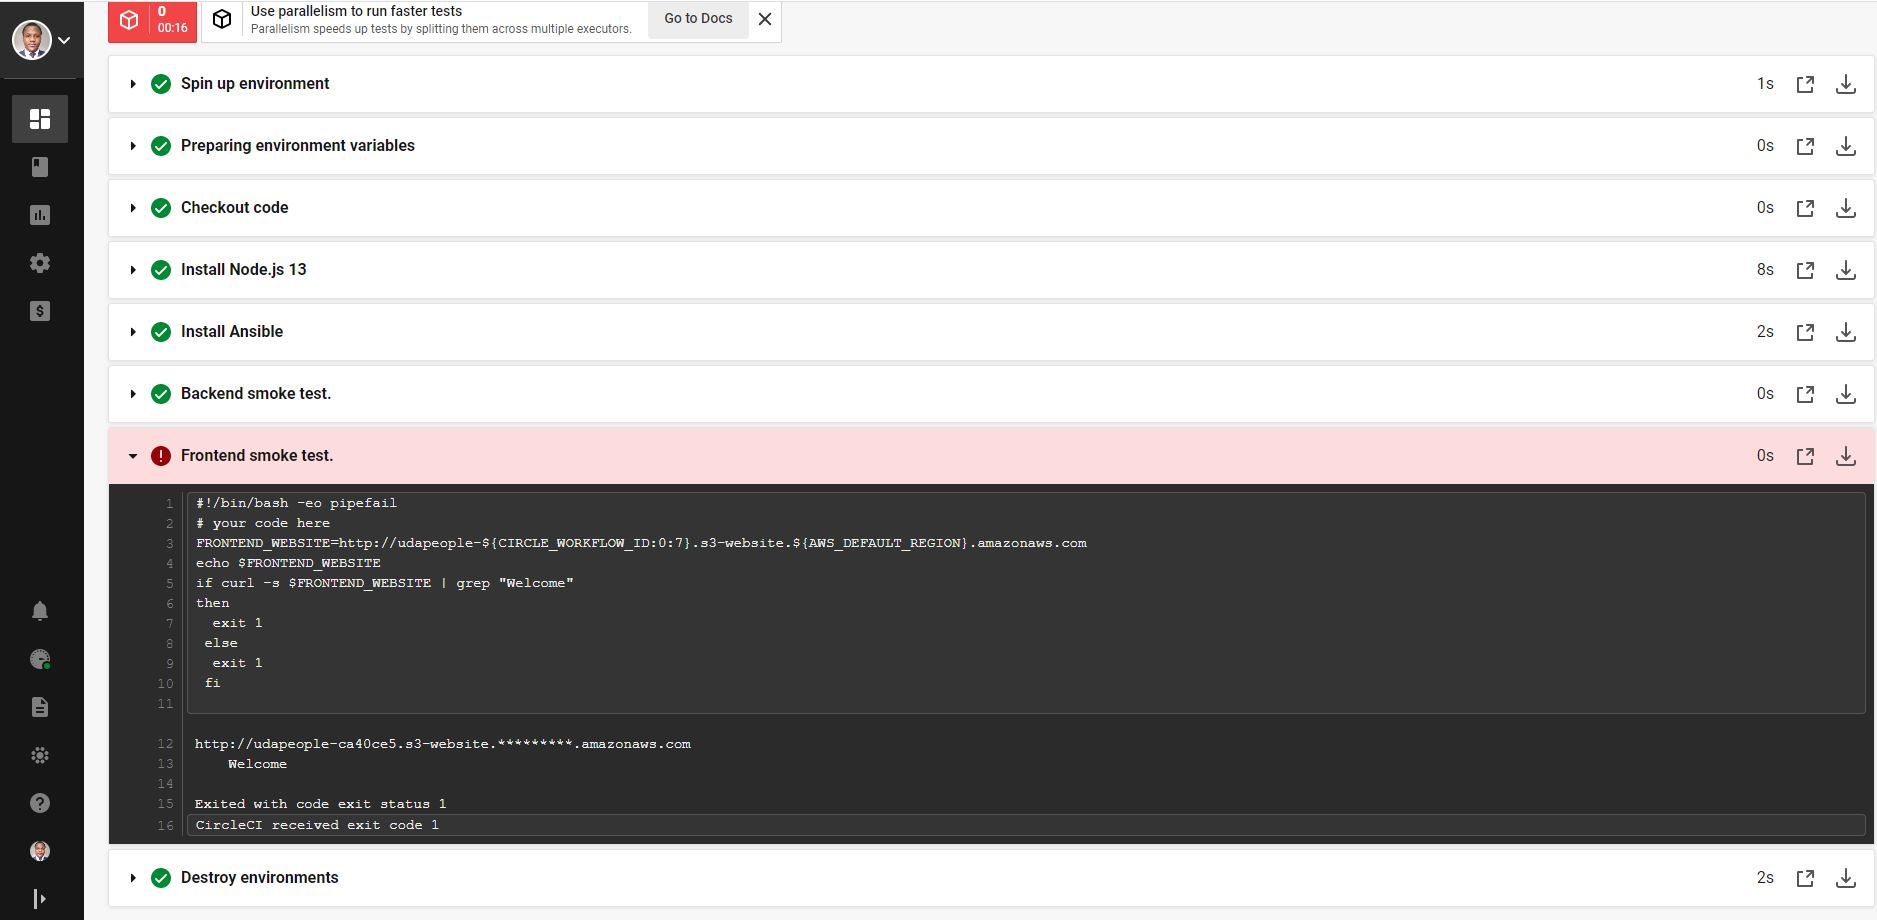 0
00:16
Use parallelism to run faster tests
Parallelism speeds up tests by splitting them across multiple executors.
Go to Docs
Spin up environment 1s
Preparing environment variables 0s
Checkout code 0s
Install Node.js 13 8s
Install Ansible 2s
Backend smoke test. 0s
Frontend smoke test. 0s
1 #!/bin/bash -eo pipefail
2 # your code here
3 FRONTEND_WEBSITE=http://udapeople-${CIRCLE_WORKFLOW_ID:0:7}.s3-website.${AWS_DEFAULT_REGION}.amazonaws.com
4 echo $FRONTEND_WEBSITE
5 if curl -s $FRONTEND_WEBSITE | grep "Welcome"
6 then
7   exit 1
8  else
9   exit 1
10  fi
11
12 http://udapeople-ca40ce5.s3-website.*********.amazonaws.com
13     Welcome
14
15 Exited with code exit status 1
16 CircleCI received exit code 1
Destroy environments 2s